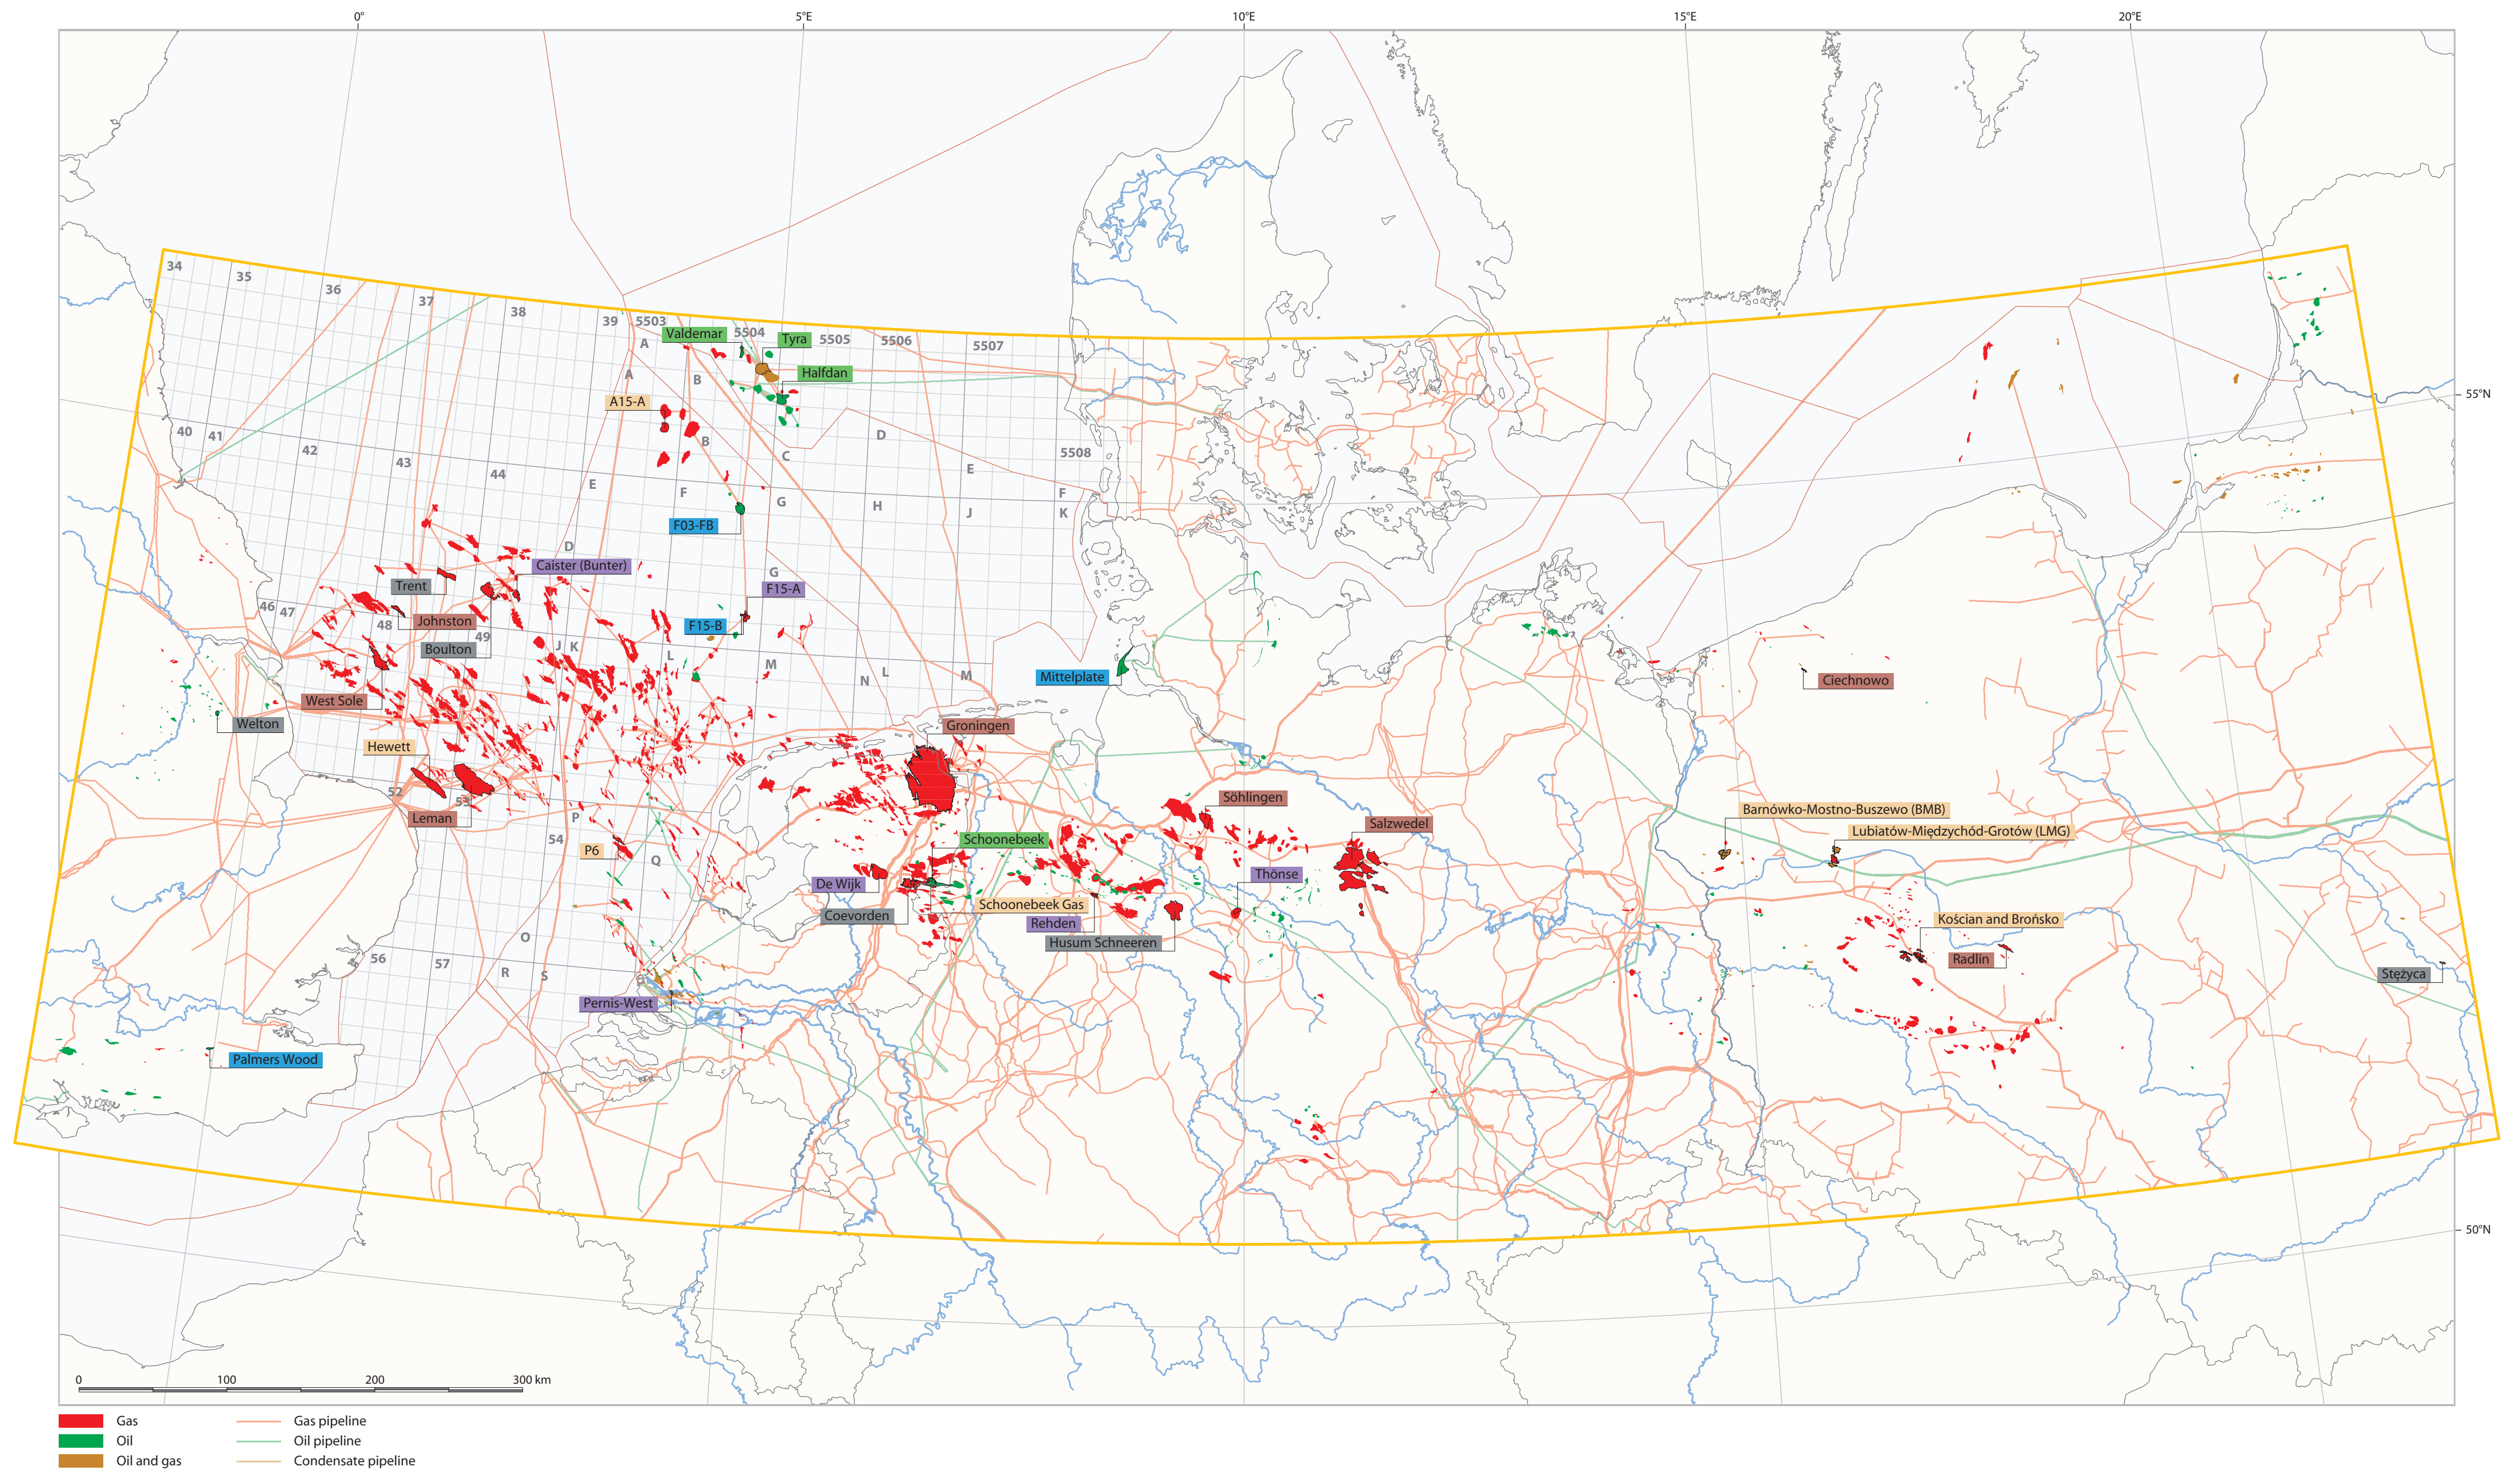 0°
5°E
10°E
15°E
20°E
34
35
36
37
38
39
5503
5504
5505
5506
5507
Valdemar
Tyra
Halfdan
A
A
B
A15-A
B
C
D
E
5508
55°N
40
41
42
43
44
E
F
G
H
J
F
K
F03-FB
D
G
Caister (Bunter)
Trent
F15-A
46
47
48
Johnston
49
Boulton
F15-B
J
K
L
M
N
L
M
Mittelplate
Ciechnowo
West Sole
Welton
Groningen
Hewett
52
53
Leman
54
P
Q
P6
Söhlingen
Salzwedel
Barnówko-Mostno-Buszewo (BMB)
Lubiatów-Międzychód-Grotów (LMG)
Schoonebeek
De Wijk
Thönse
Coevorden
Schoonebeek Gas
Rehden
Husum Schneeren
Kościan and Brońsko
Radlin
Stężyca
56
57
O
R
S
Pernis-West
Palmers Wood
50°N
0
100
200
300 km
Gas
Gas pipeline
Oil
Oil pipeline
Oil and gas
Condensate pipeline